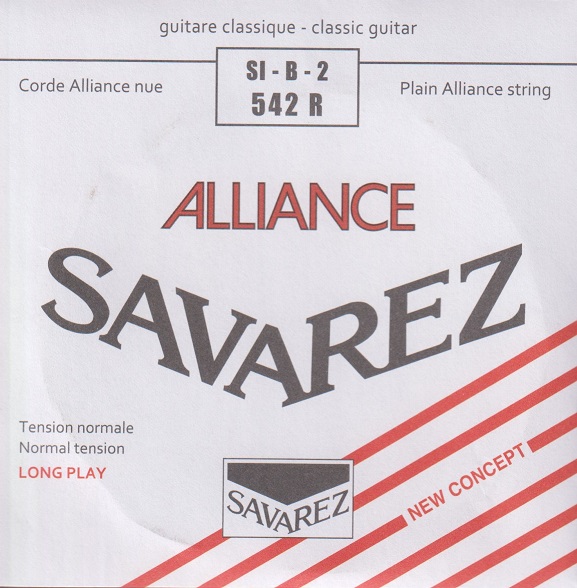 guitare classique - classic guitar
SI - B - 2
542 R
Corde Alliance nue
Plain Alliance string
ALLIANCE
SAVAREZ
Tension normale
Normal tension
LONG PLAY
SAVAREZ
NEW CONCEPT